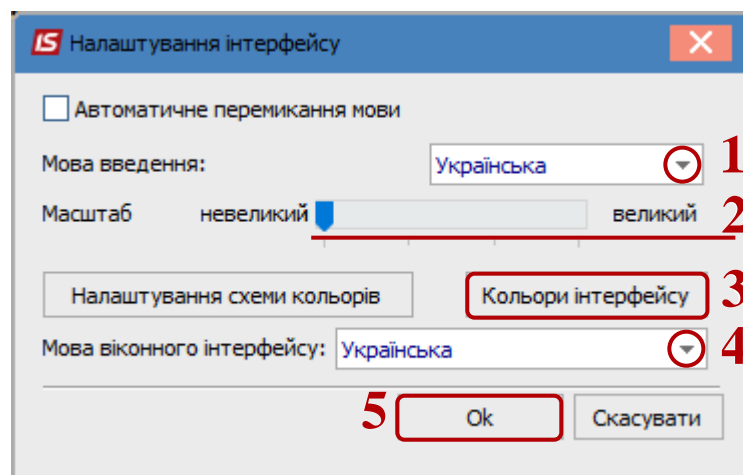 IS Налаштування інтерфейсу
Автоматичне перемикання мови
Мова введення: Українська 1
Масштаб невеликий великий 2
Налаштування схеми кольорів Кольори інтерфейсу 3
Мова віконного інтерфейсу: Українська 4
5 Ok Скасувати